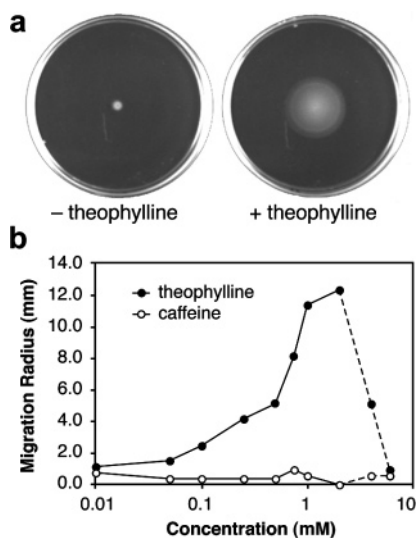 a
– theophylline
+ theophylline
b
14.0
12.0
10.0
8.0
6.0
4.0
2.0
0.0
Migration Radius (mm)
theophylline
caffeine
0.01
0.1
1
10
Concentration (mM)